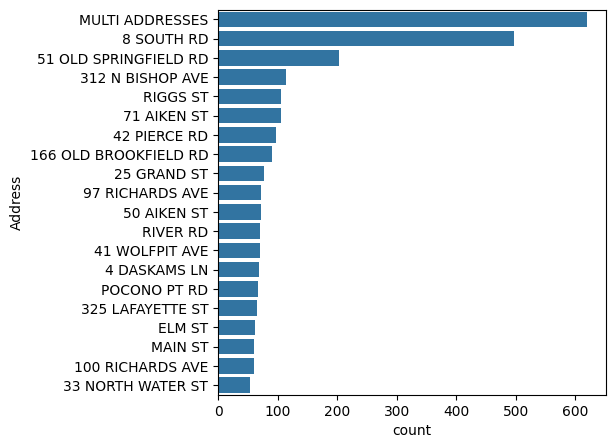 MULTI ADDRESSES
8 SOUTH RD
51 OLD SPRINGFIELD RD
312 N BISHOP AVE
RIGGS ST
71 AIKEN ST
42 PIERCE RD
166 OLD BROOKFIELD RD
25 GRAND ST
97 RICHARDS AVE
50 AIKEN ST
RIVER RD
41 WOLFPIT AVE
4 DASKAMS LN
POCONO PT RD
325 LAFAYETTE ST
ELM ST
MAIN ST
100 RICHARDS AVE
33 NORTH WATER ST
Address
0 100 200 300 400 500 600
count